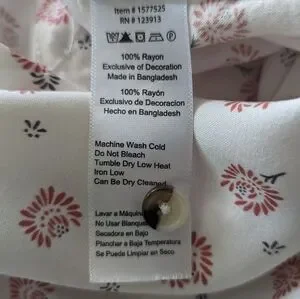 Item # 1577525
RN # 123913
100% Rayon
Exclusive of Decoration
Made in Bangladesh
100% Rayón
Exclusivo de Decoracion
Hecho en Bangladesh
Machine Wash Cold
Do Not Bleach
Tumble Dry Low Heat
Iron Low
Can Be Dry Cleaned
Lavar a Máquina
No Usar Blanque
Secadora en Bajo
Planchar a Baja Temperatura
Se Puede Limpiar en Seco